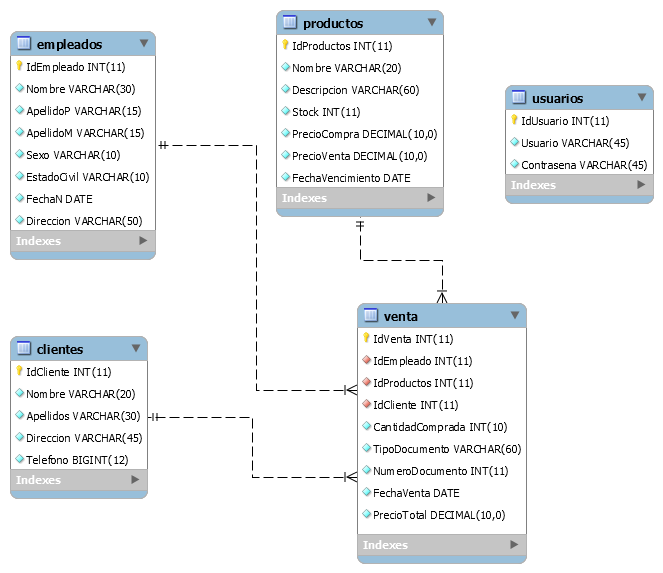 empleados
IdEmpleado INT(11)
Nombre VARCHAR(30)
ApellidoP VARCHAR(15)
ApellidoM VARCHAR(15)
Sexo VARCHAR(10)
EstadoCivil VARCHAR(10)
FechaN DATE
Direccion VARCHAR(50)
Indexes
productos
IdProductos INT(11)
Nombre VARCHAR(20)
Descripcion VARCHAR(60)
Stock INT(11)
PrecioCompra DECIMAL(10,0)
PrecioVenta DECIMAL(10,0)
FechaVencimiento DATE
Indexes
usuarios
IdUsuario INT(11)
Usuario VARCHAR(45)
Contrasena VARCHAR(45)
Indexes
clientes
IdCliente INT(11)
Nombre VARCHAR(20)
Apellidos VARCHAR(30)
Direccion VARCHAR(45)
Telefono BIGINT(12)
Indexes
venta
IdVenta INT(11)
IdEmpleado INT(11)
IdProductos INT(11)
IdCliente INT(11)
CantidadComprada INT(10)
TipoDocumento VARCHAR(60)
NumeroDocumento INT(11)
FechaVenta DATE
PrecioTotal DECIMAL(10,0)
Indexes